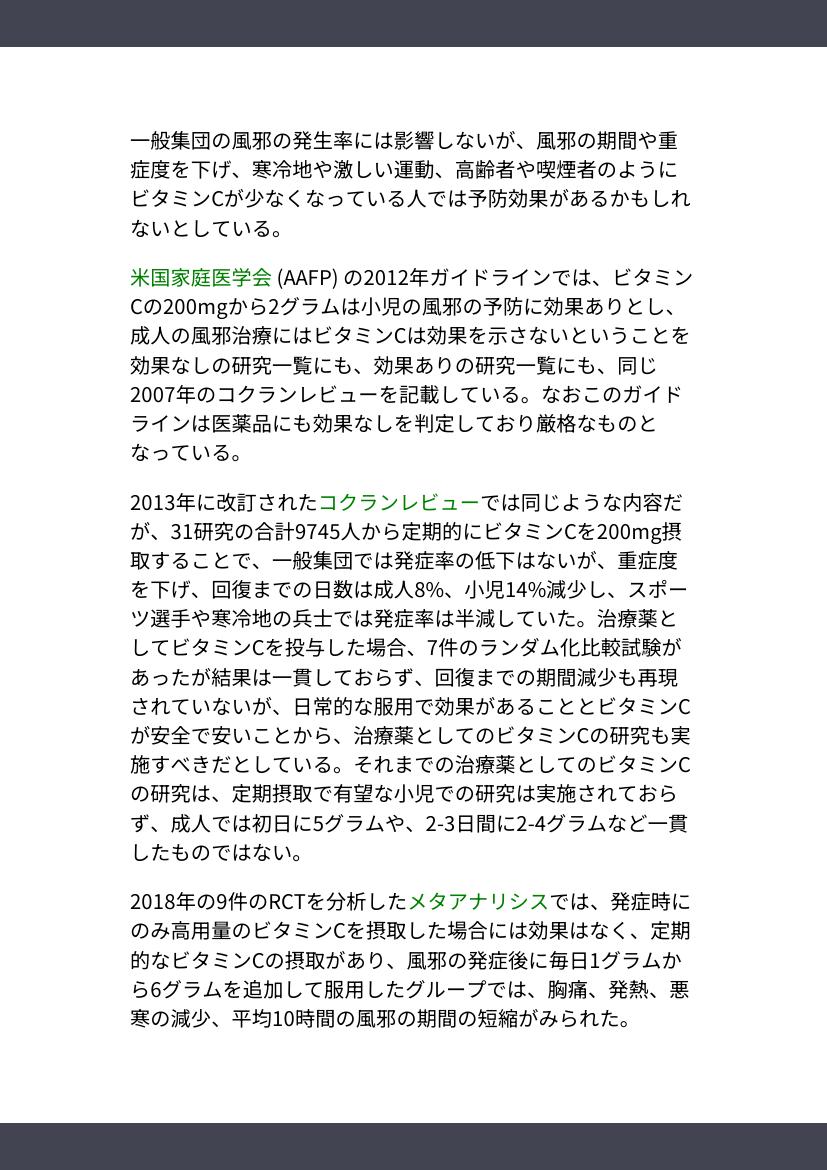 一般集団の風邪の発生率には影響しないが、風邪の期間や重
症度を下げ、寒冷地や激しい運動、高齢者や喫煙者のように
ビタミンCが少なくなっている人では予防効果があるかもしれ
ないとしている。
米国家庭医学会 (AAFP) の2012年ガイドラインでは、ビタミン
Cの200mgから2グラムは小児の風邪の予防に効果ありとし、
成人の風邪治療にはビタミンCは効果を示さないということを
効果なしの研究一覧にも、効果ありの研究一覧にも、同じ
2007年のコクランレビューを記載している。なおこのガイド
ラインは医薬品にも効果なしを判定しており厳格なものと
なっている。
2013年に改訂されたコクランレビューでは同じような内容だ
が、31研究の合計9745人から定期的にビタミンCを200mg摂
取することで、一般集団では発症率の低下はないが、重症度
を下げ、回復までの日数は成人8%、小児14%減少し、スポー
ツ選手や寒冷地の兵士では発症率は半減していた。治療薬と
してビタミンCを投与した場合、7件のランダム化比較試験が
あったが結果は一貫しておらず、回復までの期間減少も再現
されていないが、日常的な服用で効果があることとビタミンC
が安全で安いことから、治療薬としてのビタミンCの研究も実
施すべきだとしている。それまでの治療薬としてのビタミンC
の研究は、定期摂取で有望な小児での研究は実施されておら
ず、成人では初日に5グラムや、2-3日間に2-4グラムなど一貫
したものではない。
2018年の9件のRCTを分析したメタアナリシスでは、発症時に
のみ高用量のビタミンCを摂取した場合には効果はなく、定期
的なビタミンCの摂取があり、風邪の発症後に毎日1グラムか
ら6グラムを追加して服用したグループでは、胸痛、発熱、悪
寒の減少、平均10時間の風邪の期間の短縮がみられた。